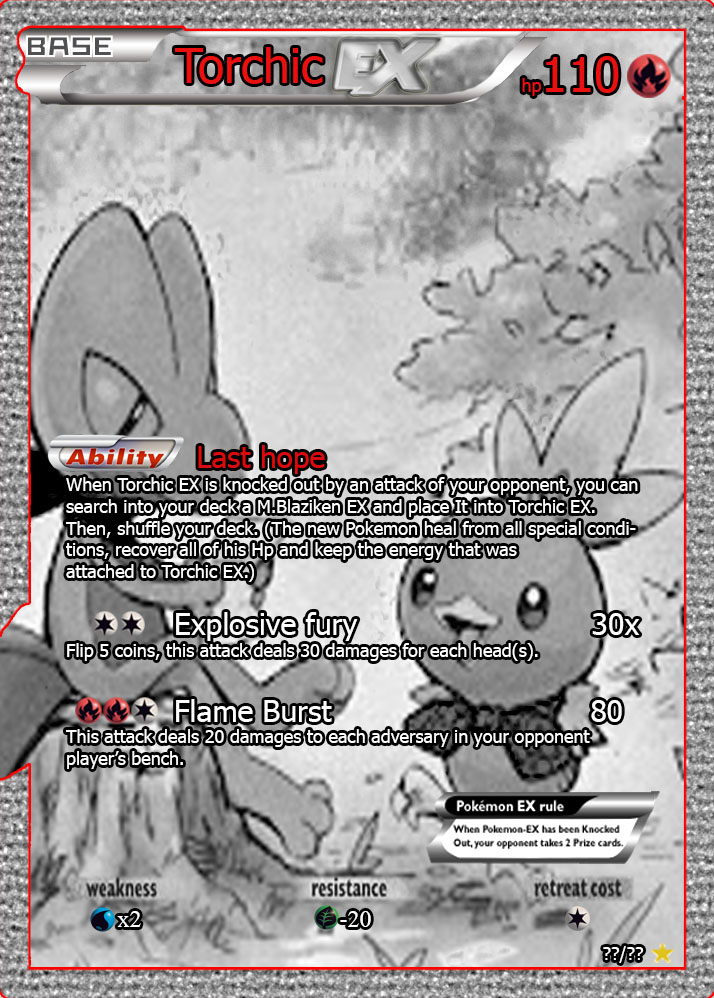 BASE Torchic EX hp110
Ability Last hope
When Torchic EX is knocked out by an attack of your opponent, you can
search into your deck a M.Blaziken EX and place It into Torchic EX.
Then, shuffle your deck. (The new Pokemon heal from all special condi-
tions, recover all of his Hp and keep the energy that was
attached to Torchic EX.)
Explosive fury 30x
Flip 5 coins, this attack deals 30 damages for each head(s).
Flame Burst 80
This attack deals 20 damages to each adversary in your opponent
player's bench.
Pokémon EX rule
When Pokemon-EX has been Knocked
Out, your opponent takes 2 Prize cards.
weakness resistance retreat cost
x2 -20
??/??